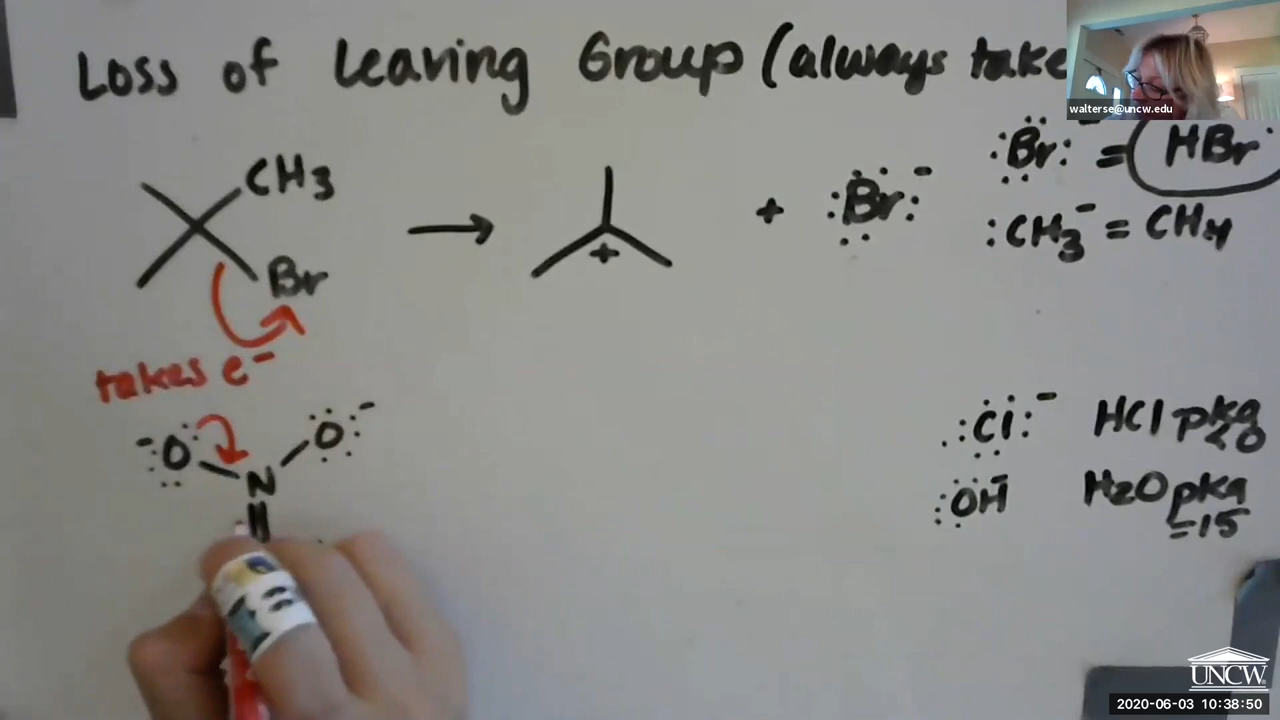 Loss of Leaving Group (always take
walterse@uncw.edu
CH3
Br
:Br:⁻
+
+
:Br:⁻ = HBr
:CH3⁻ = CH4
takes e⁻
⁻:O
N
O:⁻
:Cl:⁻ HCl pka <0
:OH⁻ H2O pka =15
UNCW
2020-06-03 10:38:50